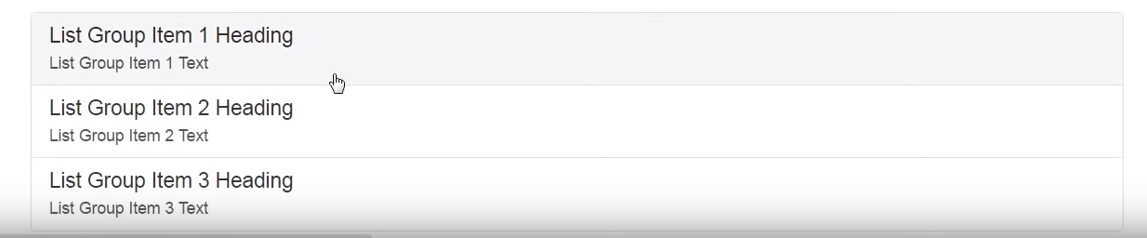 List Group Item 1 Heading
List Group Item 1 Text
List Group Item 2 Heading
List Group Item 2 Text
List Group Item 3 Heading
List Group Item 3 Text